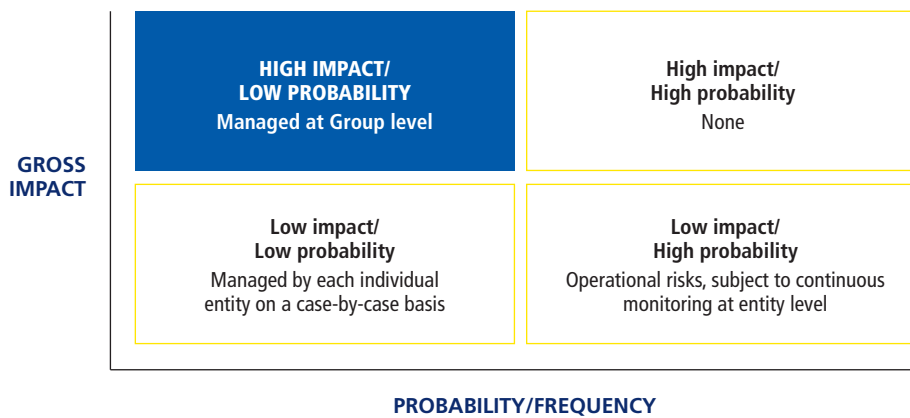 HIGH IMPACT/
LOW PROBABILITY
Managed at Group level
High impact/
High probability
None
GROSS
IMPACT
Low impact/
Low probability
Managed by each individual
entity on a case-by-case basis
Low impact/
High probability
Operational risks, subject to continuous
monitoring at entity level
PROBABILITY/FREQUENCY